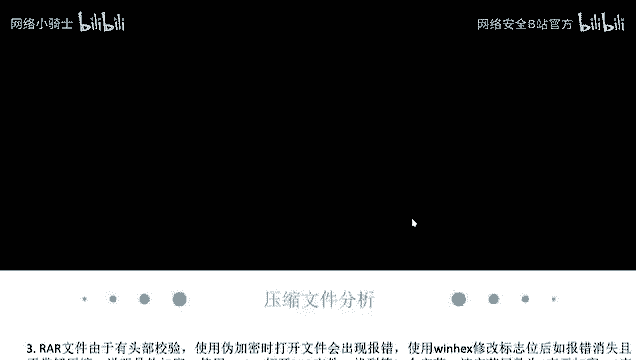 网络小骑士 bilibili
网络安全8站官方 bilibili
压缩文件分析
3. RAR文件由于有头部校验，使用伪加密时打开文件会出现报错，使用winhex修改标志位后如报错消失且